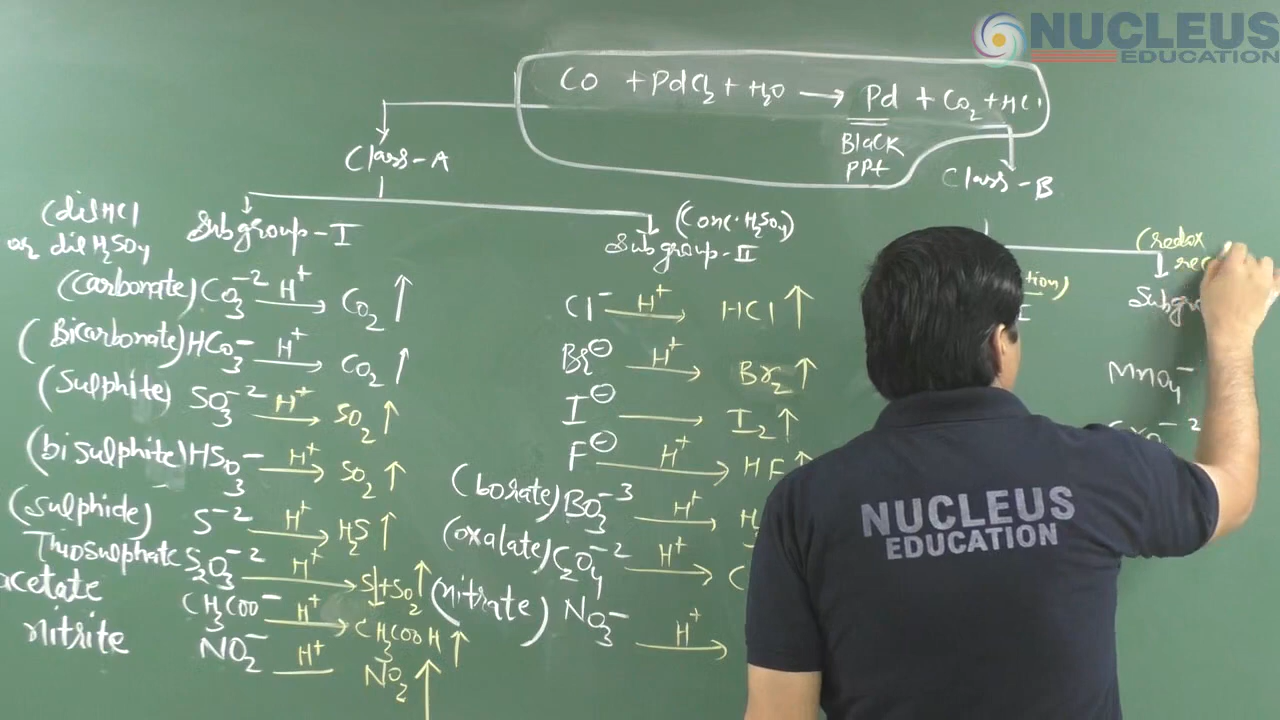 NUCLEUS
EDUCATION
CO + PdCl2 + H2O → Pd + CO2 + HCl
Black
ppt
Class-A
Class-B
(dil HCl
or dil H2SO4
Subgroup-I
(Conc. H2SO4)
Subgroup-II
(redox
tion)
(Carbonate) CO3^-2 H^+ → CO2 ↑
(Bicarbonate) HCO3^- H^+ → CO2 ↑
(Sulphite) SO3^-2 H^+ → SO2 ↑
(bisulphite) HSO3^- H^+ → SO2 ↑
(Sulphide) S^-2 H^+ → H2S ↑
Thiosulphate S2O3^-2 H^+ → S↓+SO2 ↑
acetate CH3COO^- H^+ → CH3COOH ↑
nitrite NO2^- H^+ NO2 ↑
Cl^- H^+ → HCl ↑
Br^⊖ H^+ → Br2 ↑
I^⊖ → I2 ↑
F^⊖ H^+ → HF ↑
(borate) BO3^-3 H^+ → H
(oxalate) C2O4^-2 H^+ → C
(nitrate) NO3^- H^+ →
MnO4^-
NUCLEUS
EDUCATION